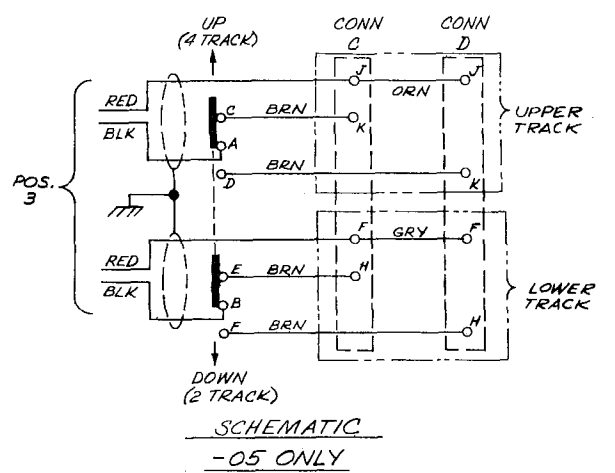 UP
(4 TRACK)
CONN
C
CONN
D
RED
BLK
C
A
D
BRN
BRN
J
K
ORN
J
K
UPPER
TRACK
POS.
3
RED
BLK
E
B
F
BRN
BRN
F
H
GRY
F
H
LOWER
TRACK
DOWN
(2 TRACK)
SCHEMATIC
-05 ONLY